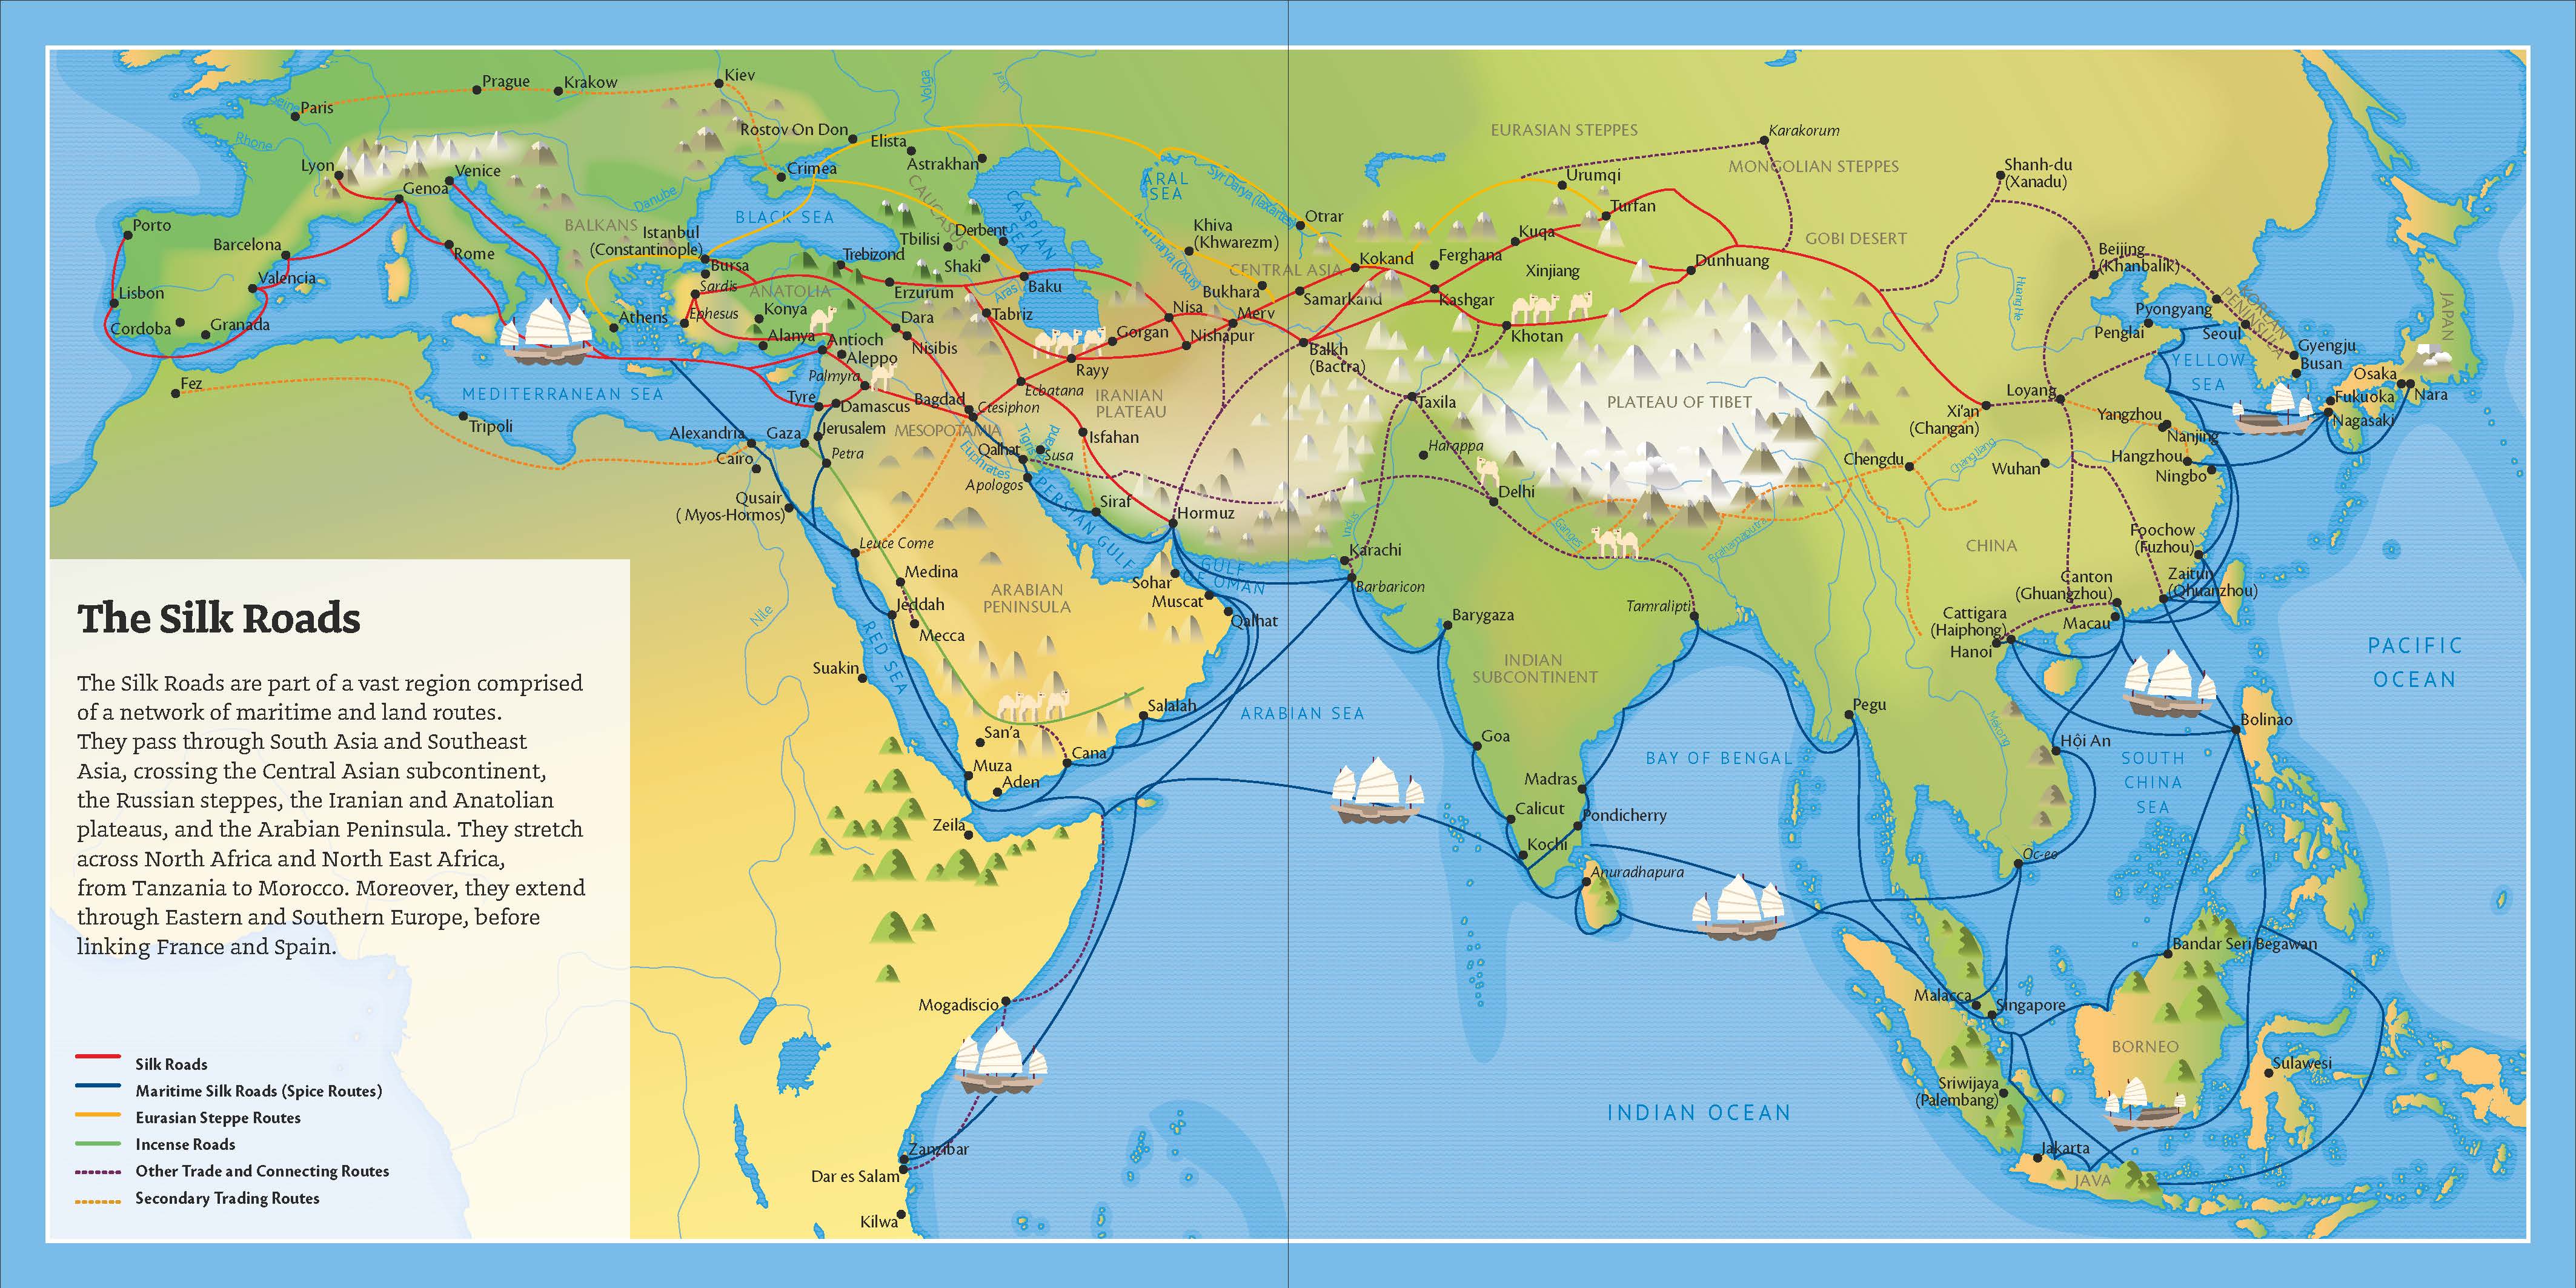 Prague
Krakow
Kiev
Seine
Paris
Rhone
Volga
Rostov On Don
Elista
Astrakhan
EURASIAN STEPPES
Karakorum
MONGOLIAN STEPPES
Lyon
Venice
Genoa
Crimea
Danube
CAUCASUS
CASPIAN
SEA
ARAL
SEA
Syr Darya (Iaxartes)
Urumqi
Shanh-du
(Xanadu)
Porto
Barcelona
Valencia
Rome
BALKANS
BLACK SEA
Istanbul
(Constantinople)
Bursa
Trebizond
Tbilisi
Derbent
Shaki
Khiva
(Khwarezm)
Otrar
Turfan
Kuqa
GOBI DESERT
Beijing
(Khanbalik)
Lisbon
Cordoba
Granada
Sardis
ANATOLIA
Erzurum
Aras
Baku
CENTRAL ASIA
Bukhara
Samarkand
Kokand
Ferghana
Kashgar
Xinjiang
Dunhuang
Huang He
Pyongyang
KOREAN
PENINSULA
JAPAN
Athens
Ephesus
Konya
Alanya
Antioch
Aleppo
Dara
Nisibis
Tabriz
Gorgan
Nisa
Nishapur
Merv
Balkh
(Bactra)
Khotan
Penglai
Seoul
Gyengju
Busan
YELLOW
SEA
Osaka
Nara
Fukuoka
Nagasaki
Fez
MEDITERRANEAN SEA
Tripoli
Palmyra
Tyre
Damascus
Bagdad
Ctesiphon
Ecbatana
Rayy
IRANIAN
PLATEAU
Taxila
PLATEAU OF TIBET
Xi'an
(Changan)
Loyang
Yangzhou
Nanjing
Alexandria
Gaza
Jerusalem
MESOPOTAMIA
Isfahan
Cairo
Petra
Euphrates
Qalhat
Susa
Harappa
Chengdu
Wuhan
Hangzhou
Ningbo
Qusair
( Myos-Hormos)
Apologos
PERSIAN GULF
Siraf
Hormuz
Indus
Delhi
Ganges
Brahamaputra
Leuce Come
Medina
Jeddah
Mecca
ARABIAN
PENINSULA
Sohar
Muscat
Qalhat
GULF
OF OMAN
Karachi
Barbaricon
Barygaza
Tamralipti
CHINA
Canton
(Ghuangzhou)
Macau
Foochow
(Fuzhou)
Zaitun
(Qhuanzhou)
Cattigara
(Haiphong)
Hanoi
Nile
RED SEA
Suakin
San'a
Muza
Aden
Cana
Salalah
ARABIAN SEA
INDIAN
SUBCONTINENT
Goa
Madras
Calicut
Pondicherry
Kochi
Anuradhapura
BAY OF BENGAL
Pegu
Mekong
Hội An
SOUTH
CHINA
SEA
Bolinao
PACIFIC
OCEAN
Zeila
Oc-eo
Mogadiscio
Malacca
Singapore
Bandar Seri Begawan
BORNEO
Sulawesi
Sriwijaya
(Palembang)
INDIAN OCEAN
Jakarta
JAVA
Zanzibar
Dar es Salam
Kilwa
The Silk Roads
The Silk Roads are part of a vast region comprised
of a network of maritime and land routes.
They pass through South Asia and Southeast
Asia, crossing the Central Asian subcontinent,
the Russian steppes, the Iranian and Anatolian
plateaus, and the Arabian Peninsula. They stretch
across North Africa and North East Africa,
from Tanzania to Morocco. Moreover, they extend
through Eastern and Southern Europe, before
linking France and Spain.
Silk Roads
Maritime Silk Roads (Spice Routes)
Eurasian Steppe Routes
Incense Roads
Other Trade and Connecting Routes
Secondary Trading Routes